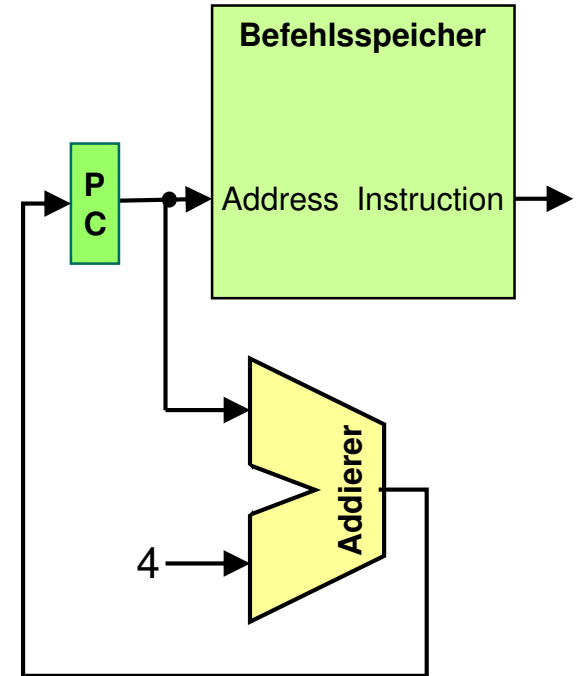 Befehlsspeicher
P
C
Address Instruction
Addierer
4